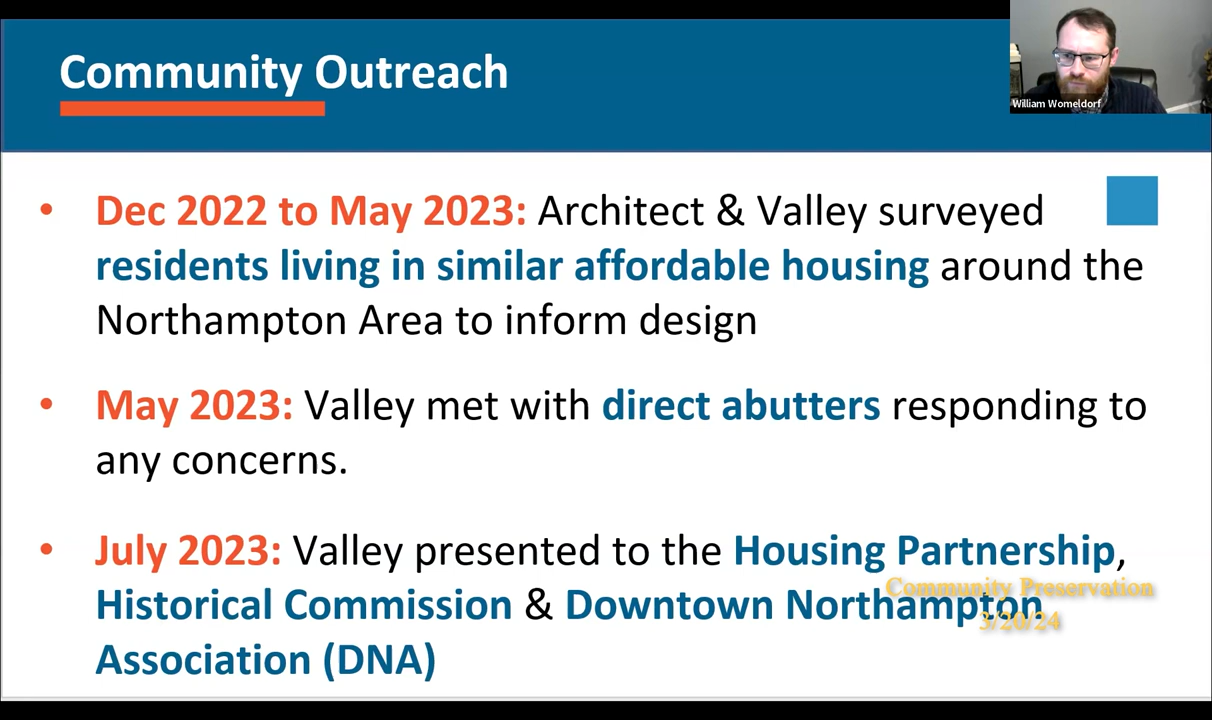 Community Outreach
William Womeldorf
• Dec 2022 to May 2023: Architect & Valley surveyed
residents living in similar affordable housing around the
Northampton Area to inform design
• May 2023: Valley met with direct abutters responding to
any concerns.
• July 2023: Valley presented to the Housing Partnership,
Historical Commission & Downtown Northampton
Association (DNA)
Community Preservation
3/20/24